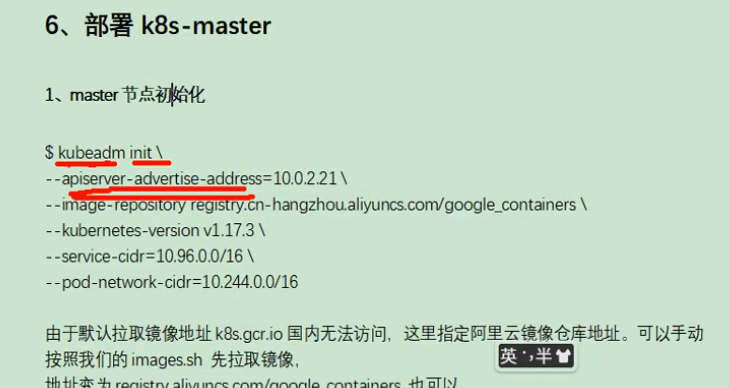 6、部署 k8s-master
1、master 节点初始化
$ kubeadm init \
--apiserver-advertise-address=10.0.2.21 \
--image-repository registry.cn-hangzhou.aliyuncs.com/google_containers \
--kubernetes-version v1.17.3 \
--service-cidr=10.96.0.0/16 \
--pod-network-cidr=10.244.0.0/16
由于默认拉取镜像地址 k8s.gcr.io 国内无法访问，这里指定阿里云镜像仓库地址。可以手动
按照我们的 images.sh 先拉取镜像，
地址变为 registry.aliyuncs.com/google_containers 也可以
英 ·, 半